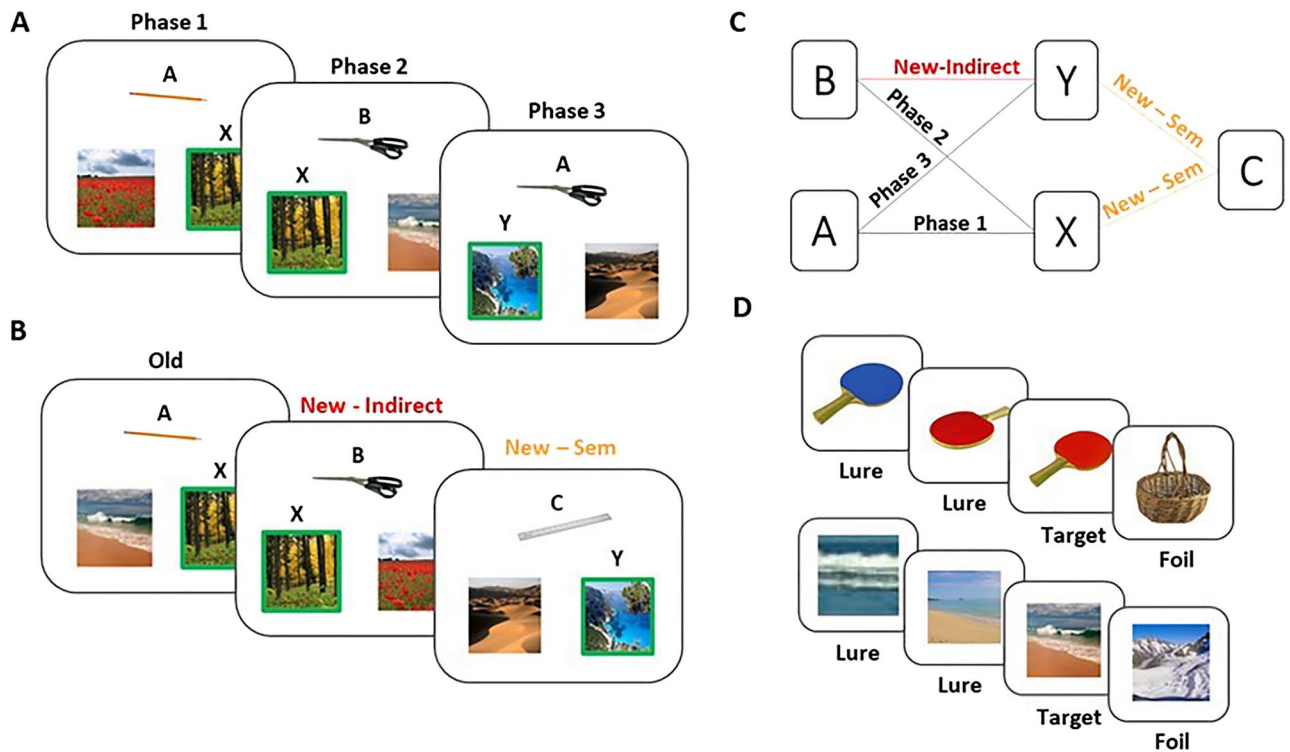 A
Phase 1
A
X
Phase 2
B
X
Phase 3
A
Y
B
Old
A
X
New - Indirect
B
X
New – Sem
C
Y
C
B
New-Indirect
Y
Phase 2
Phase 3
A
Phase 1
X
New – Sem
New – Sem
C
D
Lure
Lure
Target
Foil
Lure
Lure
Target
Foil